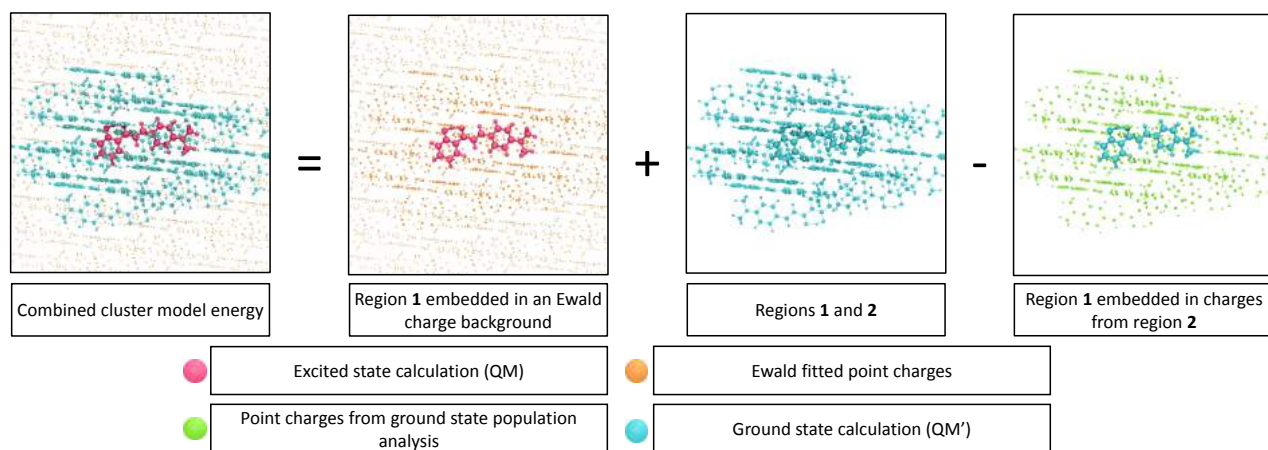 =
+
-
Combined cluster model energy
Region 1 embedded in an Ewald
charge background
Regions 1 and 2
Region 1 embedded in charges
from region 2
Excited state calculation (QM)
Ewald fitted point charges
Point charges from ground state population
analysis
Ground state calculation (QM’)